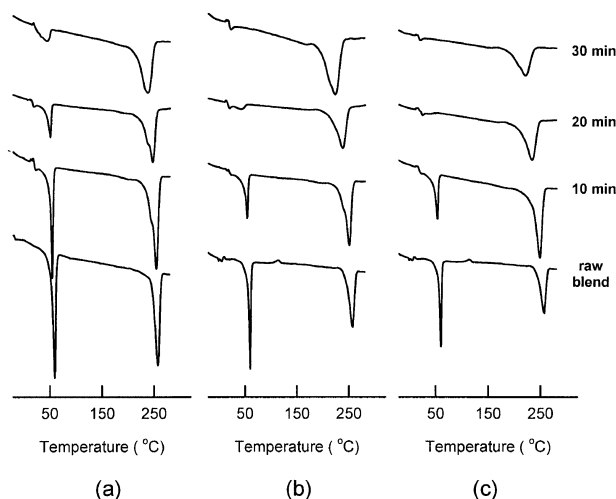 30 min
20 min
10 min
raw
blend
50 150 250 50 150 250 50 150 250
Temperature ( °C) Temperature ( °C) Temperature ( °C)
(a) (b) (c)